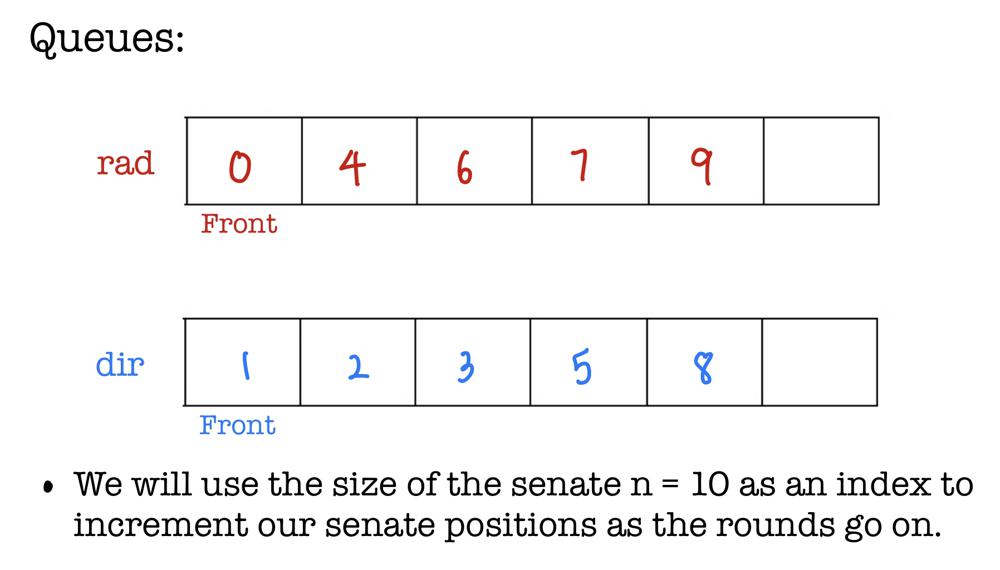 Queues:
rad 0 4 6 7 9
Front
dir 1 2 3 5 8
Front
• We will use the size of the senate n = 10 as an index to
increment our senate positions as the rounds go on.